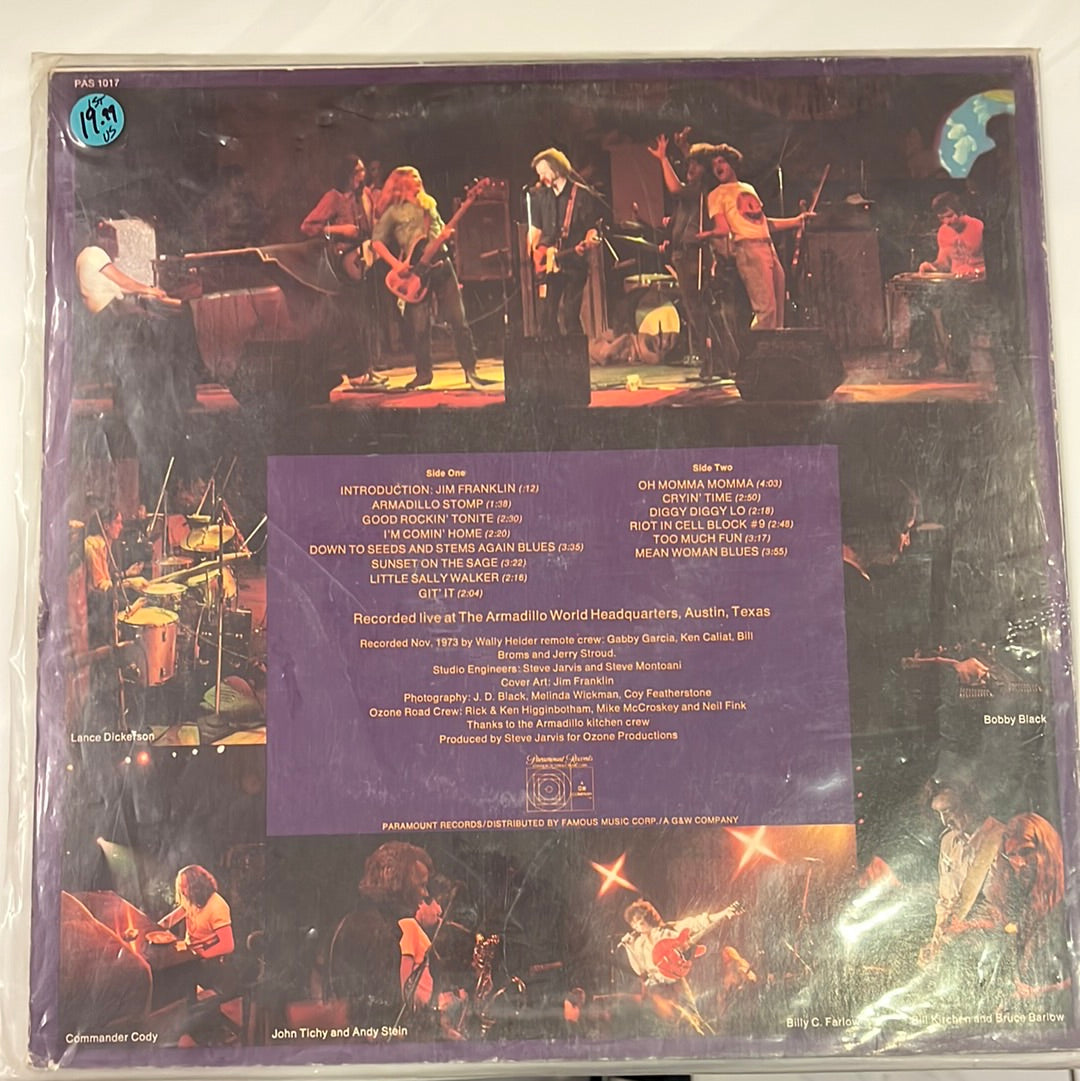 PAS 1017
1ST
19.99
US
Side One
INTRODUCTION: JIM FRANKLIN (:12)
ARMADILLO STOMP (1:38)
GOOD ROCKIN' TONITE (2:30)
I'M COMIN' HOME (2:20)
DOWN TO SEEDS AND STEMS AGAIN BLUES (3:35)
SUNSET ON THE SAGE (3:22)
LITTLE SALLY WALKER (2:16)
GIT' IT (2:04)
Side Two
OH MOMMA MOMMA (4:03)
CRYIN' TIME (2:50)
DIGGY DIGGY LO (2:18)
RIOT IN CELL BLOCK #9 (2:48)
TOO MUCH FUN (3:17)
MEAN WOMAN BLUES (3:55)
Recorded live at The Armadillo World Headquarters, Austin, Texas
Recorded Nov. 1973 by Wally Heider remote crew: Gabby Garcia, Ken Caliat, Bill
Broms and Jerry Stroud.
Studio Engineers: Steve Jarvis and Steve Montoani
Cover Art: Jim Franklin
Photography: J. D. Black, Melinda Wickman, Coy Featherstone
Ozone Road Crew: Rick & Ken Higginbotham, Mike McCroskey and Neil Fink
Thanks to the Armadillo kitchen crew
Produced by Steve Jarvis for Ozone Productions
Paramount Records
PARAMOUNT RECORDS/DISTRIBUTED BY FAMOUS MUSIC CORP./A G&W COMPANY
Lance Dickerson
Bobby Black
Commander Cody
John Tichy and Andy Stein
Billy C. Farlow
Bill Kirchen and Bruce Barlow